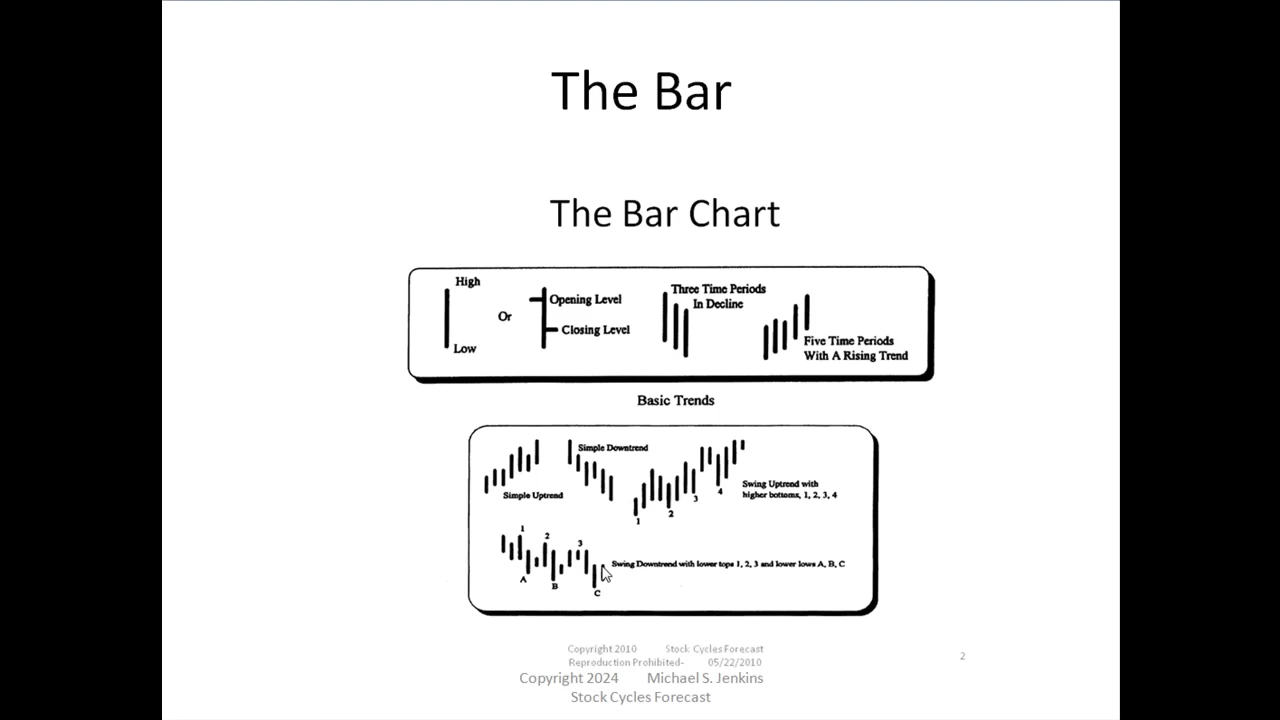 The Bar
The Bar Chart
High
Low
Or
Opening Level
Closing Level
Three Time Periods
In Decline
Five Time Periods
With A Rising Trend
Basic Trends
Simple Uptrend
Simple Downtrend
1
2
3
4
Swing Uptrend with
higher bottoms, 1, 2, 3, 4
1
2
3
A
B
C
Swing Downtrend with lower tops 1, 2, 3 and lower lows A, B, C
Copyright 2010 Stock Cycles Forecast
Reproduction Prohibited- 05/22/2010
2
Copyright 2024 Michael S. Jenkins
Stock Cycles Forecast